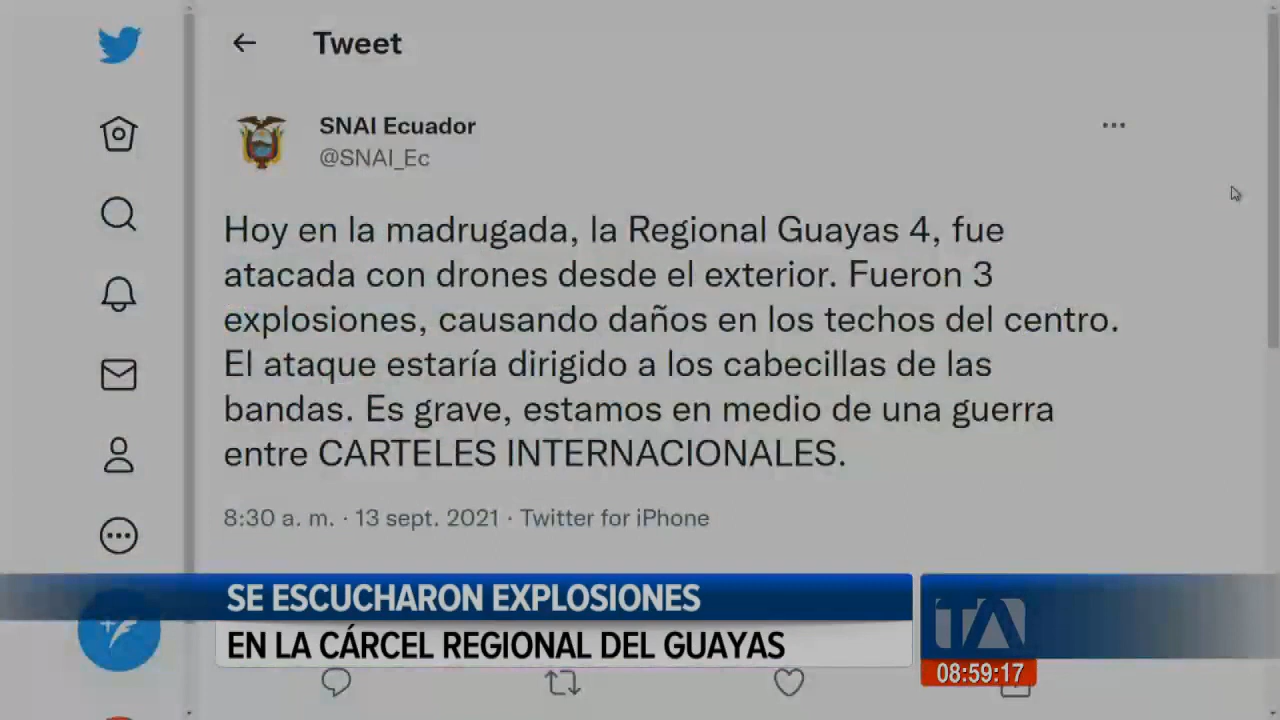 Tweet
SNAI Ecuador
@SNAI_Ec
Hoy en la madrugada, la Regional Guayas 4, fue
atacada con drones desde el exterior. Fueron 3
explosiones, causando daños en los techos del centro.
El ataque estaría dirigido a los cabecillas de las
bandas. Es grave, estamos en medio de una guerra
entre CARTELES INTERNACIONALES.
8:30 a. m. · 13 sept. 2021 · Twitter for iPhone
SE ESCUCHARON EXPLOSIONES
EN LA CÁRCEL REGIONAL DEL GUAYAS
TA
08:59:17